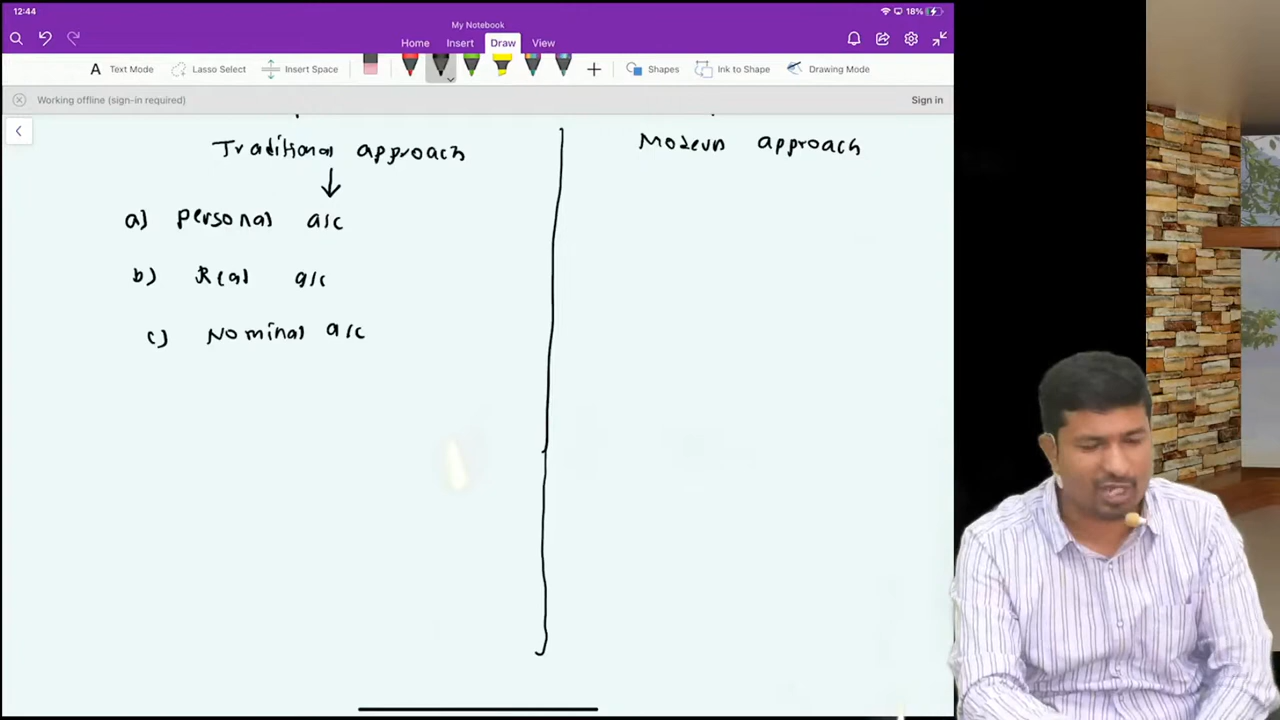 12:44
18%
My Notebook
Home Insert Draw View
Text Mode Lasso Select Insert Space Shapes Ink to Shape Drawing Mode
Working offline (sign-in required) Sign in
Traditional approach
a) Personal a/c
b) Real a/c
c) Nominal a/c
Modern approach